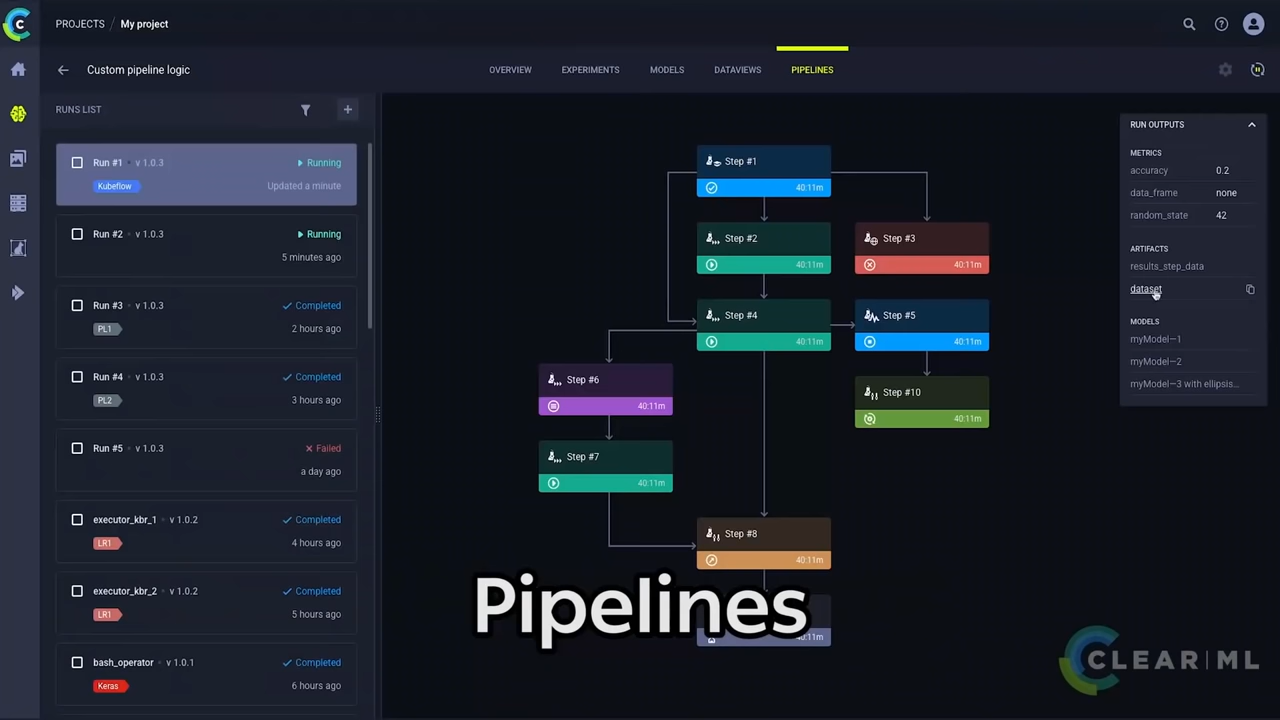 PROJECTS / My project
Custom pipeline logic
OVERVIEW
EXPERIMENTS
MODELS
DATAVIEWS
PIPELINES
RUNS LIST
Run #1 • v 1.0.3
Running
Kubeflow
Updated a minute
Run #2 • v 1.0.3
Running
5 minutes ago
Run #3 • v 1.0.3
Completed
PL1
2 hours ago
Run #4 • v 1.0.3
Completed
PL2
3 hours ago
Run #5 • v 1.0.3
Failed
a day ago
executor_kbr_1 • v 1.0.2
Completed
LR1
4 hours ago
executor_kbr_2 • v 1.0.2
Completed
LR1
5 hours ago
bash_operator • v 1.0.1
Completed
Keras
6 hours ago
Step #1
40:11m
Step #2
40:11m
Step #3
40:11m
Step #4
40:11m
Step #5
40:11m
Step #6
40:11m
Step #10
40:11m
Step #7
40:11m
Step #8
40:11m
40:11m
Pipelines
RUN OUTPUTS
METRICS
accuracy 0.2
data_frame none
random_state 42
ARTIFACTS
results_step_data
dataset
MODELS
myModel—1
myModel—2
myModel—3 with ellipsis...
CLEAR|ML